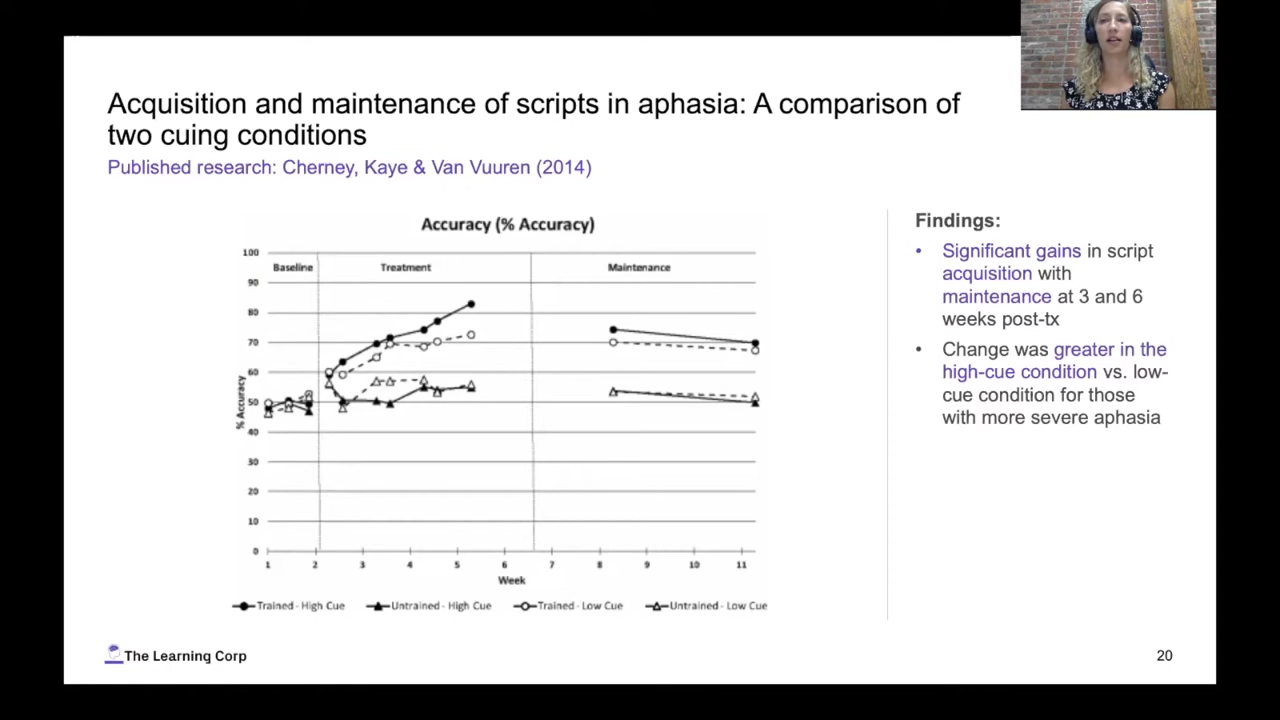 Acquisition and maintenance of scripts in aphasia: A comparison of
two cuing conditions
Published research: Cherney, Kaye & Van Vuuren (2014)
Accuracy (% Accuracy)
100
Baseline
Treatment
Maintenance
90
80
70
60
50
40
30
20
10
0
% Accuracy
1 2 3 4 5 6 7 8 9 10 11
Week
Trained - High Cue
Untrained - High Cue
Trained - Low Cue
Untrained - Low Cue
Findings:
• Significant gains in script
acquisition with
maintenance at 3 and 6
weeks post-tx
• Change was greater in the
high-cue condition vs. low-
cue condition for those
with more severe aphasia
The Learning Corp
20